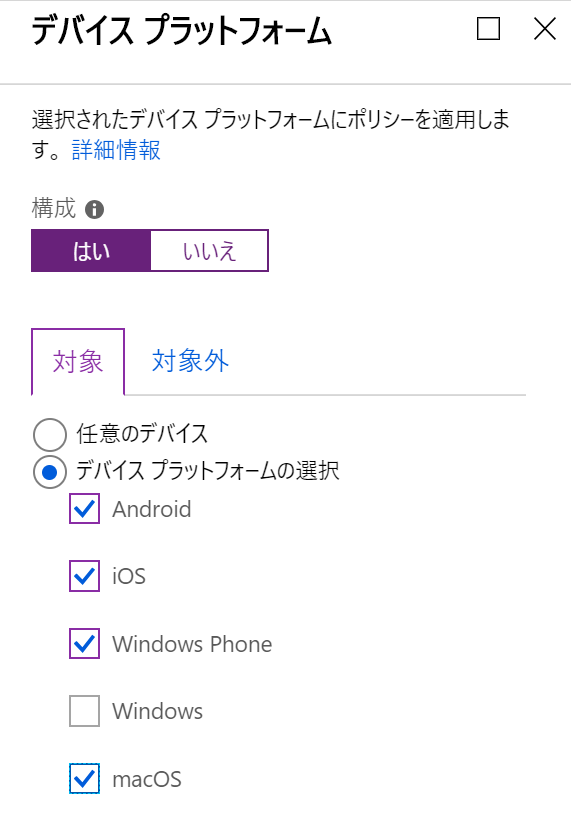 デバイス プラットフォーム
選択されたデバイス プラットフォームにポリシーを適用しま
す。詳細情報
構成
はい いいえ
対象 対象外
任意のデバイス
デバイス プラットフォームの選択
Android
iOS
Windows Phone
Windows
macOS